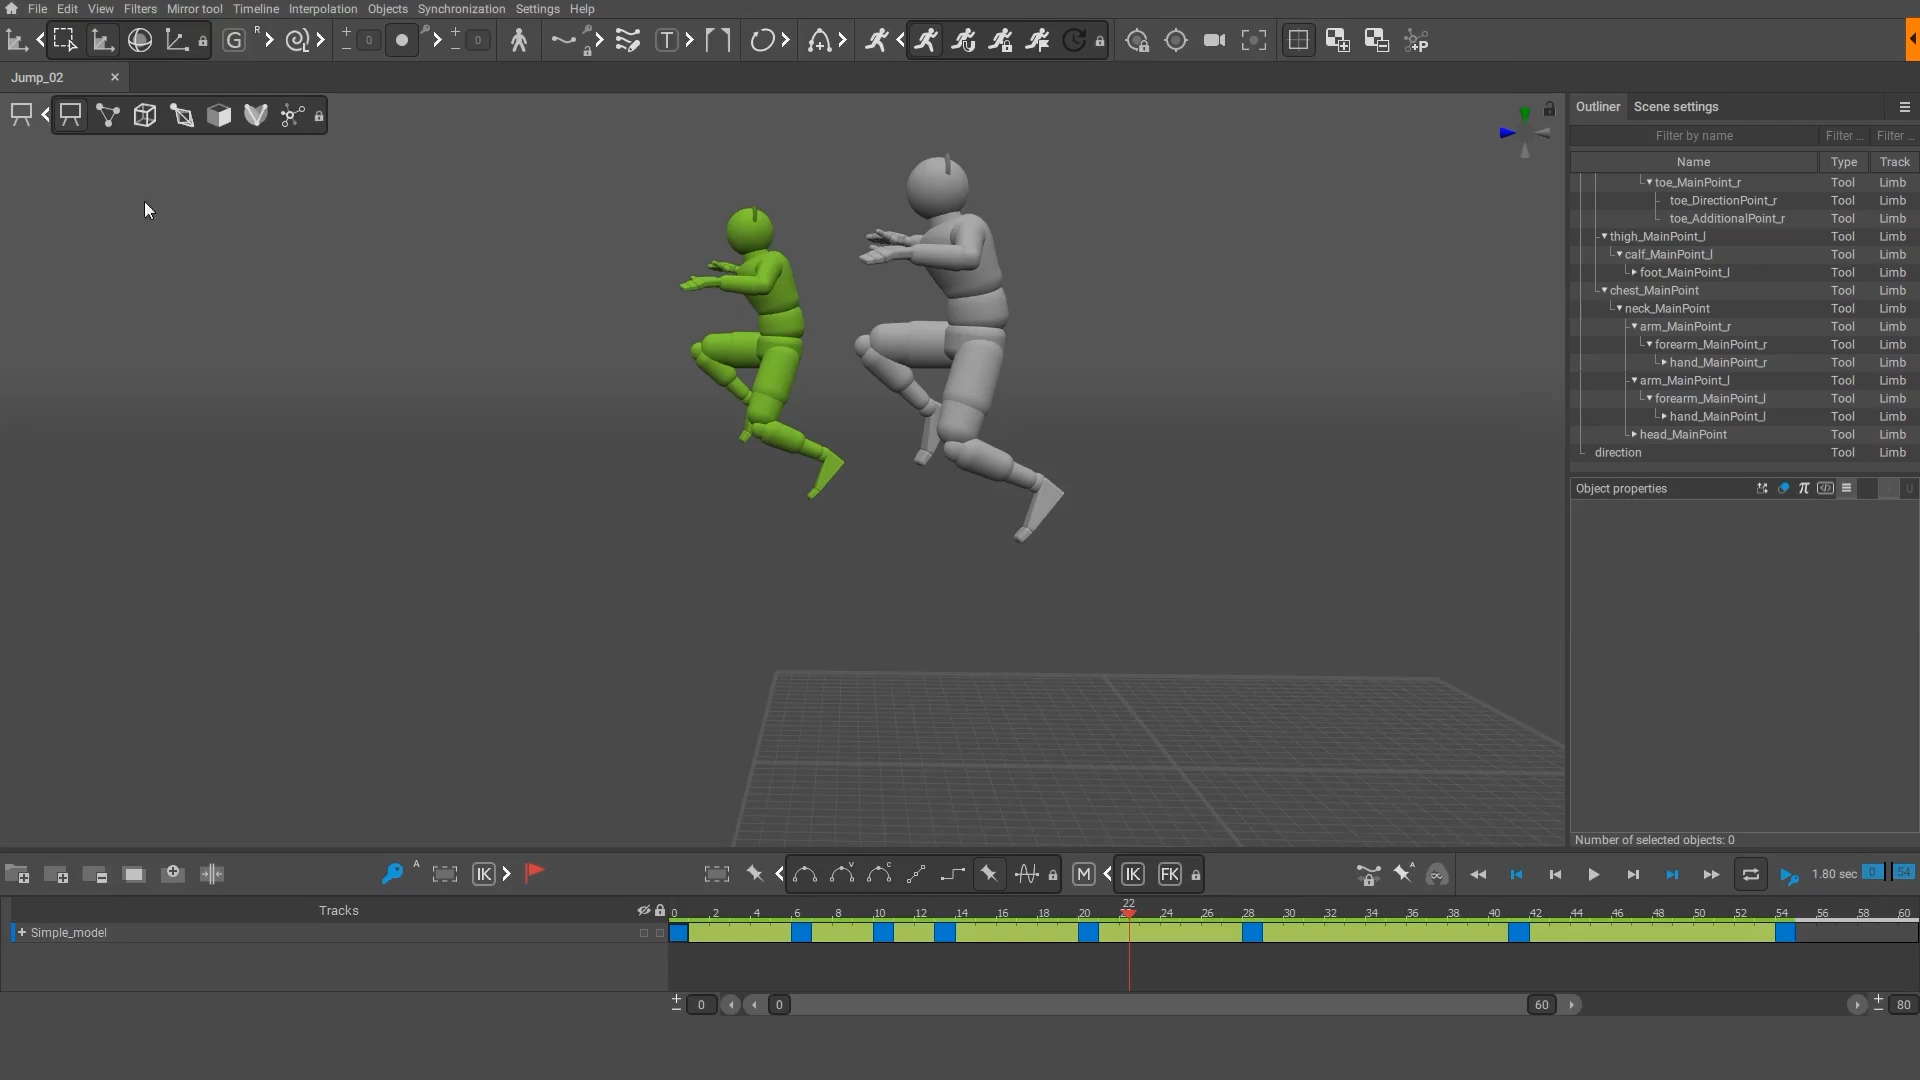 File Edit View Filters Mirror tool Timeline Interpolation Objects Synchronization Settings Help
G R 0 0 T P
Jump_02
Outliner Scene settings
Filter by name Filter ... Filter ...
Name Type Track
toe_MainPoint_r Tool Limb
toe_DirectionPoint_r Tool Limb
toe_AdditionalPoint_r Tool Limb
thigh_MainPoint_l Tool Limb
calf_MainPoint_l Tool Limb
foot_MainPoint_l Tool Limb
chest_MainPoint Tool Limb
neck_MainPoint Tool Limb
arm_MainPoint_r Tool Limb
forearm_MainPoint_r Tool Limb
hand_MainPoint_r Tool Limb
arm_MainPoint_l Tool Limb
forearm_MainPoint_l Tool Limb
hand_MainPoint_l Tool Limb
head_MainPoint Tool Limb
direction Tool Limb
Object properties
Number of selected objects: 0
A IK V C M IK FK A 1.80 sec 0 54
Tracks
22
0 2 4 6 8 10 12 14 16 18 20 24 26 28 30 32 34 36 38 40 42 44 46 48 50 52 54 56 58 60
Simple_model
0 0 60 80